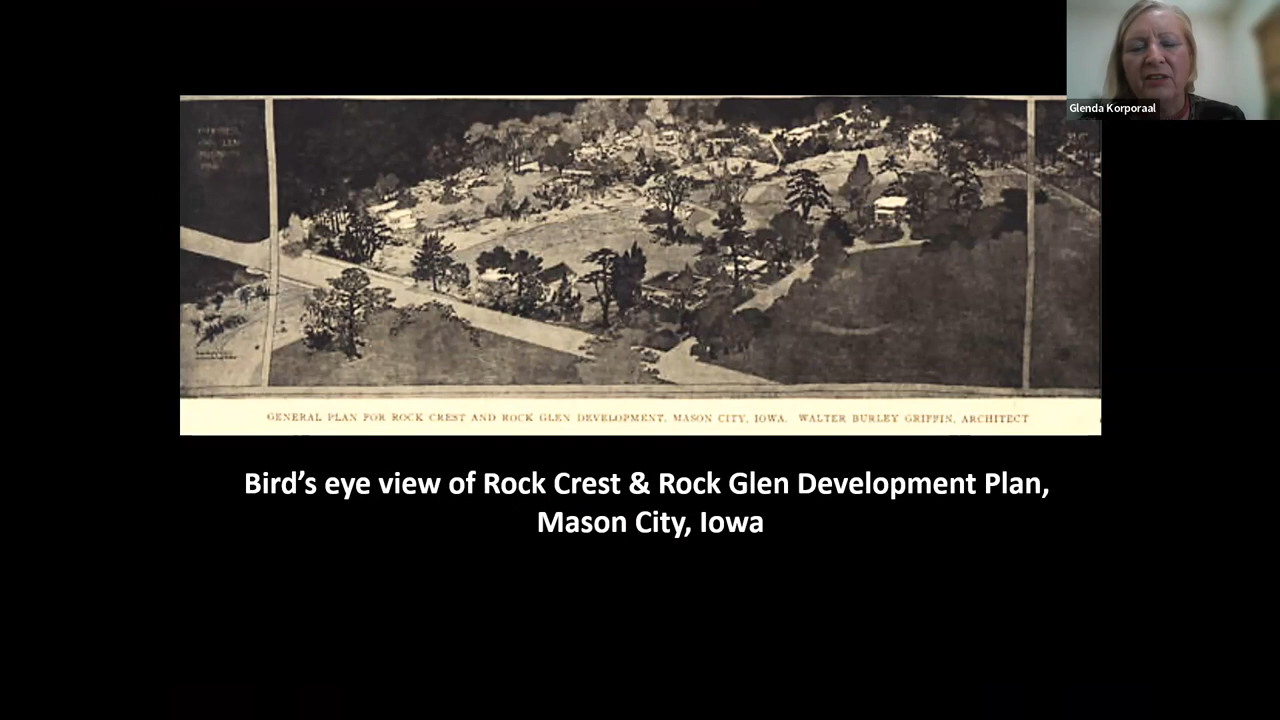 Glenda Korporaal
GENERAL PLAN FOR ROCK CREST AND ROCK GLEN DEVELOPMENT, MASON CITY, IOWA. WALTER BURLEY GRIFFIN, ARCHITECT
Bird’s eye view of Rock Crest & Rock Glen Development Plan,
Mason City, Iowa